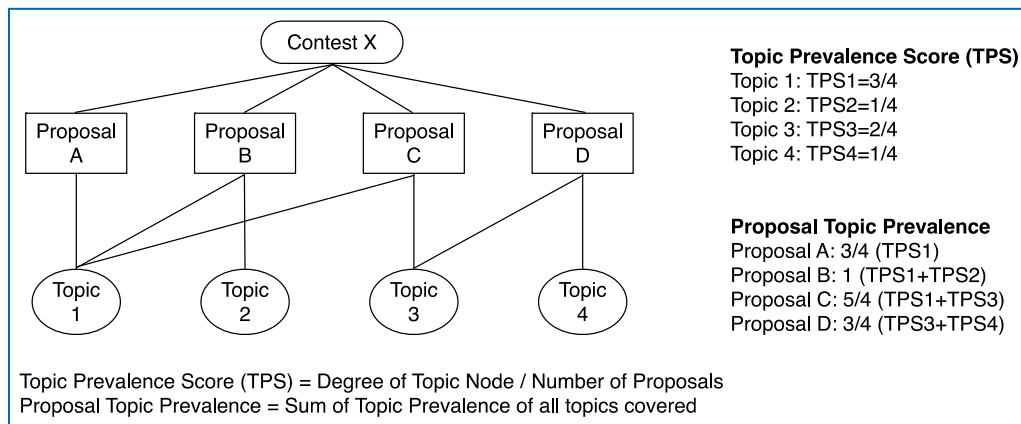 Contest X
Proposal
A
Proposal
B
Proposal
C
Proposal
D
Topic
1
Topic
2
Topic
3
Topic
4
Topic Prevalence Score (TPS)
Topic 1: TPS1=3/4
Topic 2: TPS2=1/4
Topic 3: TPS3=2/4
Topic 4: TPS4=1/4
Proposal Topic Prevalence
Proposal A: 3/4 (TPS1)
Proposal B: 1 (TPS1+TPS2)
Proposal C: 5/4 (TPS1+TPS3)
Proposal D: 3/4 (TPS3+TPS4)
Topic Prevalence Score (TPS) = Degree of Topic Node / Number of Proposals
Proposal Topic Prevalence = Sum of Topic Prevalence of all topics covered